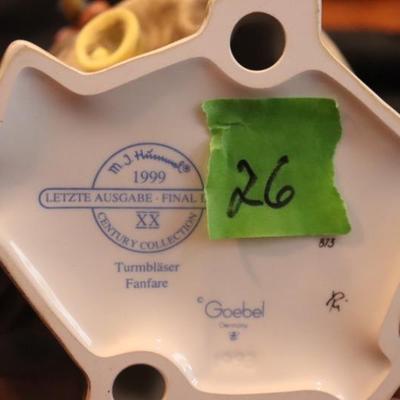 M.J. Hummel®
1999
LETZTE AUSGABE · FINAL
XX
CENTURY COLLECTION
Turmbläser
Fanfare
26
© Goebel
Germany